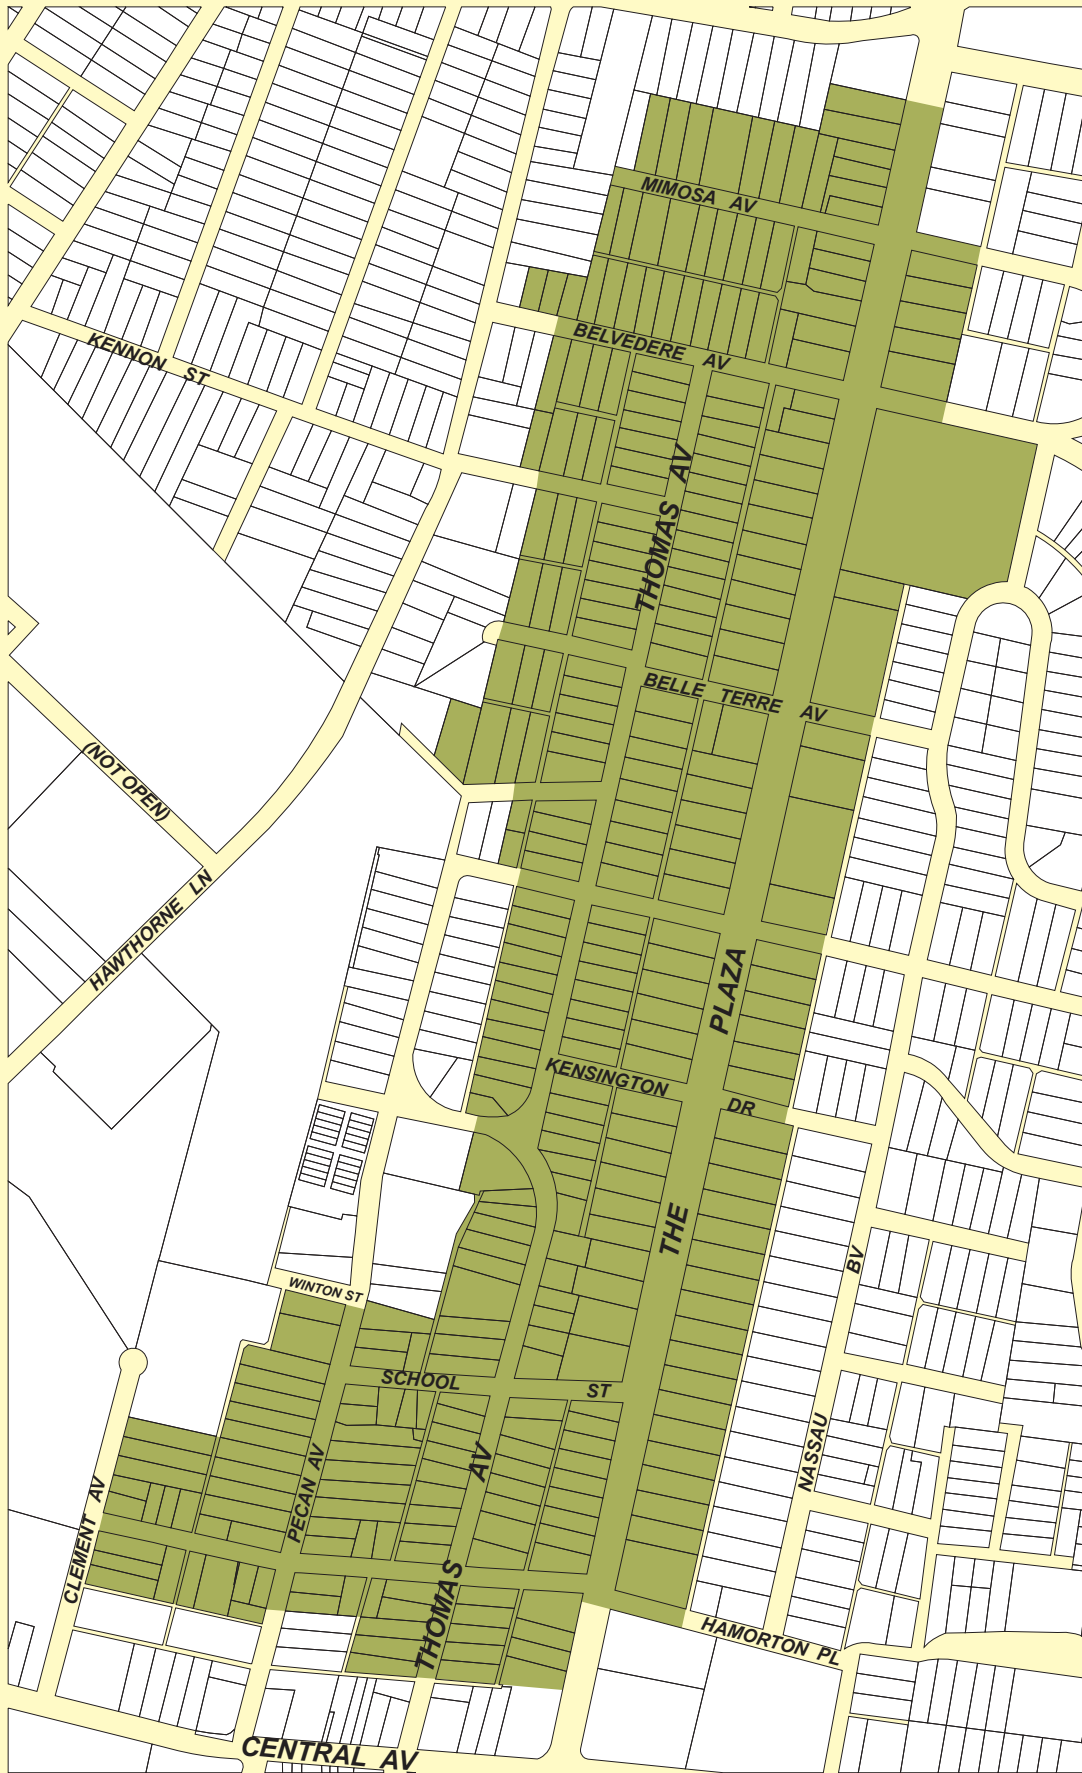 MIMOSA AV
BELVEDERE AV
KENNON ST
THOMAS AV
BELLE TERRE AV
(NOT OPEN)
HAWTHORNE LN
THE PLAZA
KENSINGTON DR
WINTON ST
NASSAU BV
SCHOOL ST
PECAN AV
CLEMENT AV
THOMAS AV
HAMORTON PL
CENTRAL AV